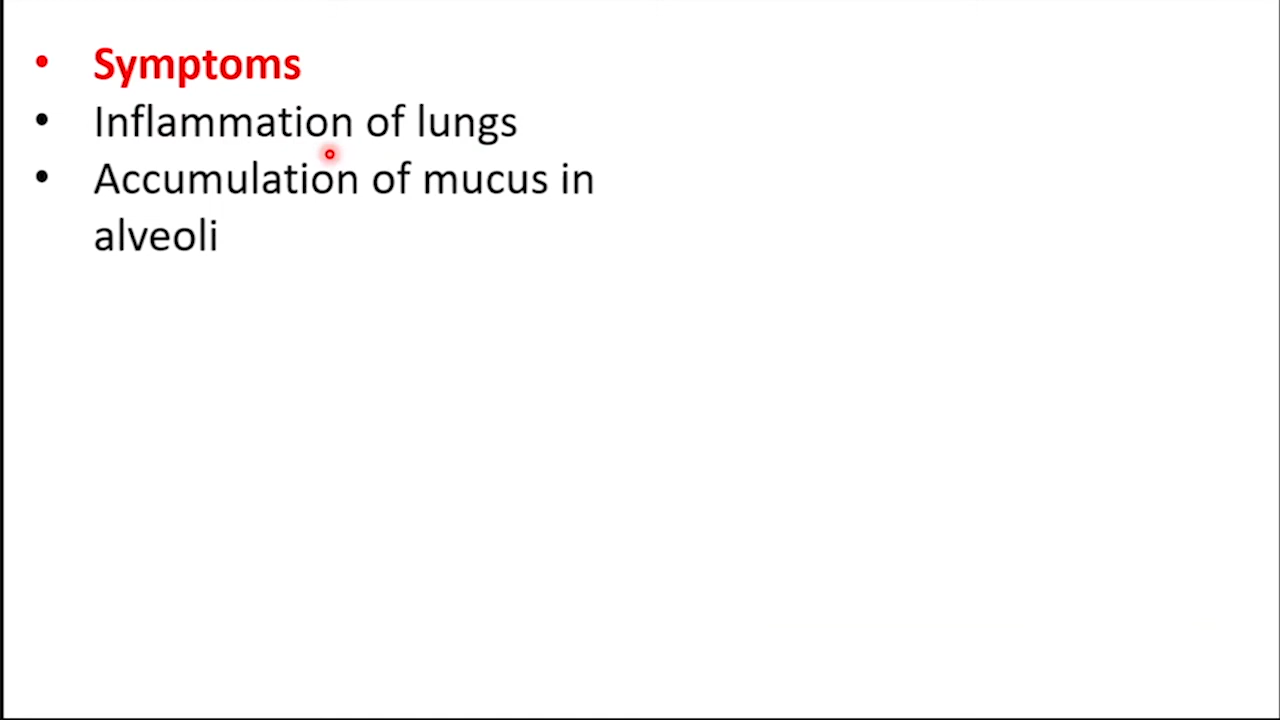 • Symptoms
• Inflammation of lungs
• Accumulation of mucus in
alveoli